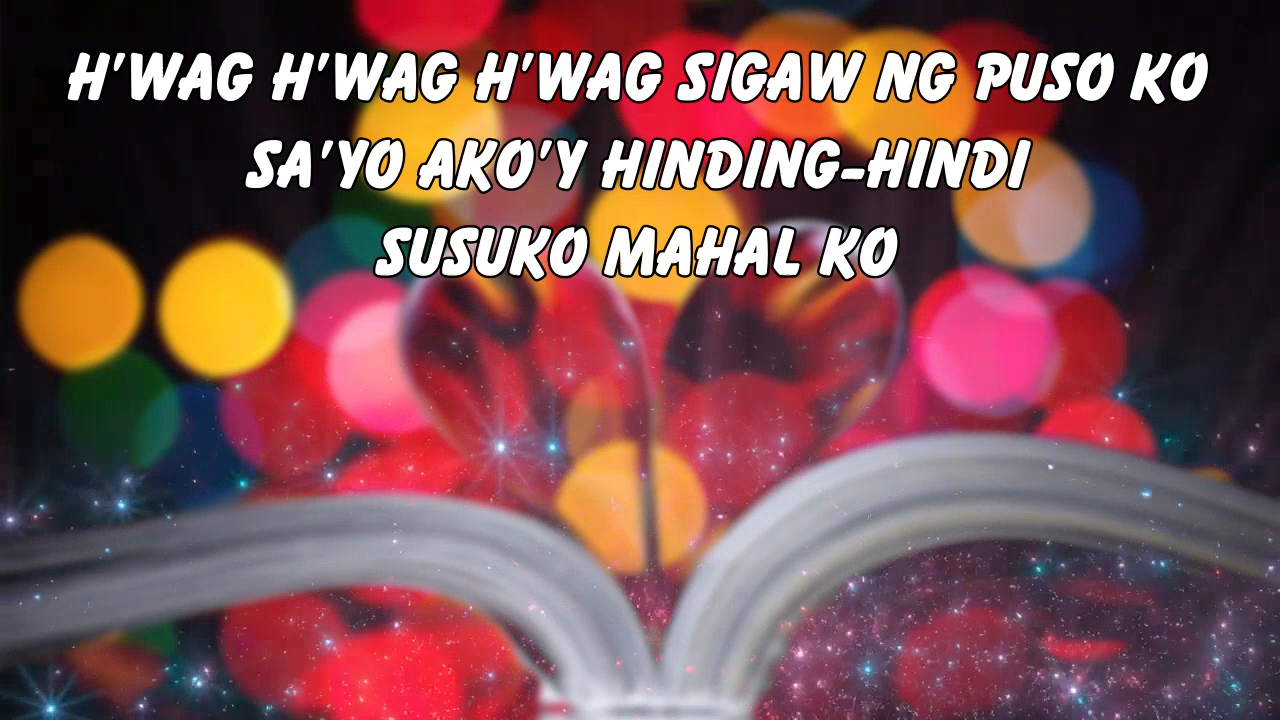 H'WAG H'WAG H'WAG SIGAW NG PUSO KO
SA'YO AKO'Y HINDING-HINDI
SUSUKO MAHAL KO